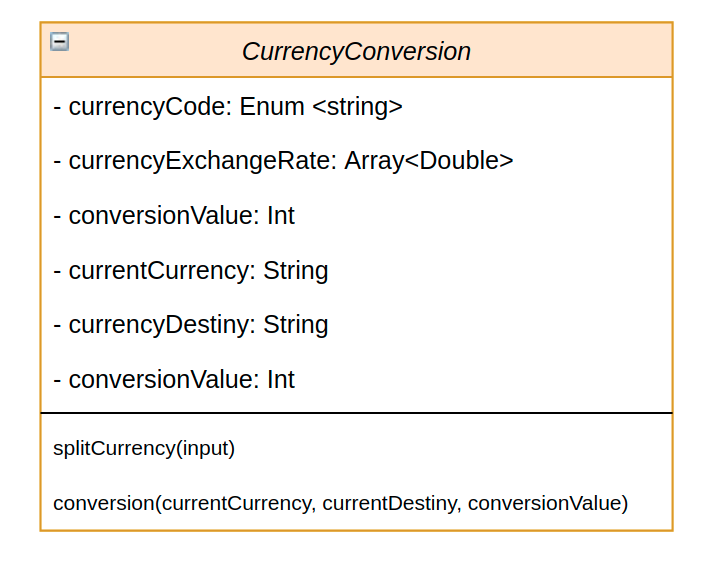 CurrencyConversion
- currencyCode: Enum <string>
- currencyExchangeRate: Array<Double>
- conversionValue: Int
- currentCurrency: String
- currencyDestiny: String
- conversionValue: Int
splitCurrency(input)
conversion(currentCurrency, currentDestiny, conversionValue)